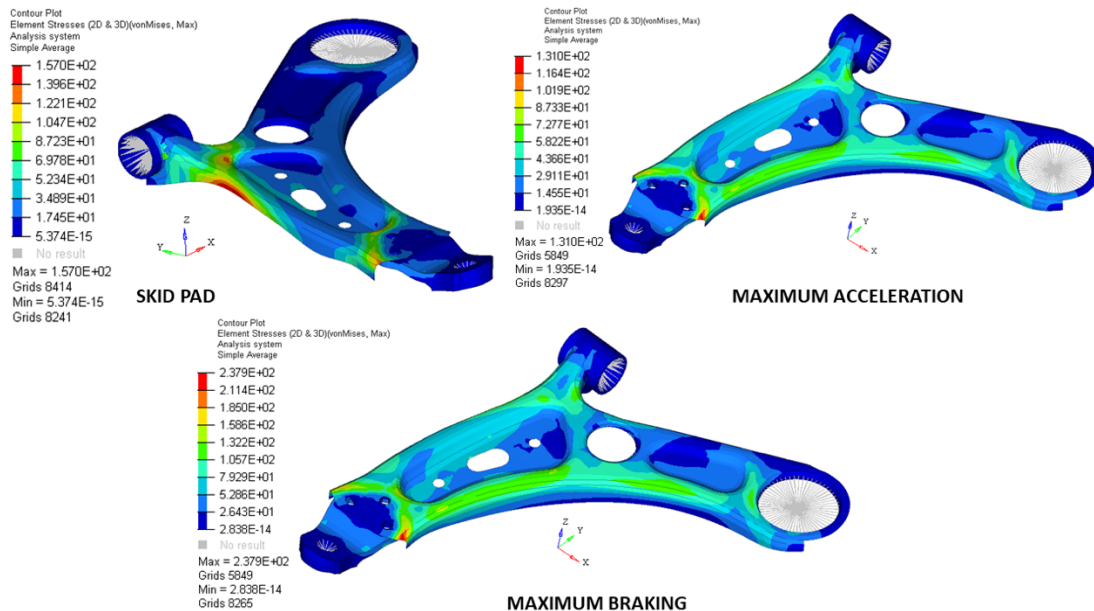 Contour Plot
Element Stresses (2D & 3D)(vonMises, Max)
Analysis system
Simple Average
1.570E+02
1.396E+02
1.221E+02
1.047E+02
8.723E+01
6.978E+01
5.234E+01
3.489E+01
1.745E+01
5.374E-15
No result
Max = 1.570E+02
Grids 8414
Min = 5.374E-15
Grids 8241
Z
Y
X
SKID PAD
Contour Plot
Element Stresses (2D & 3D)(vonMises, Max)
Analysis system
Simple Average
1.310E+02
1.164E+02
1.019E+02
8.733E+01
7.277E+01
5.822E+01
4.366E+01
2.911E+01
1.455E+01
1.935E-14
No result
Max = 1.310E+02
Grids 5849
Min = 1.935E-14
Grids 8297
Z
Y
X
MAXIMUM ACCELERATION
Contour Plot
Element Stresses (2D & 3D)(vonMises, Max)
Analysis system
Simple Average
2.379E+02
2.114E+02
1.850E+02
1.586E+02
1.322E+02
1.057E+02
7.929E+01
5.286E+01
2.643E+01
2.838E-14
No result
Max = 2.379E+02
Grids 5849
Min = 2.838E-14
Grids 8265
Z
Y
X
MAXIMUM BRAKING